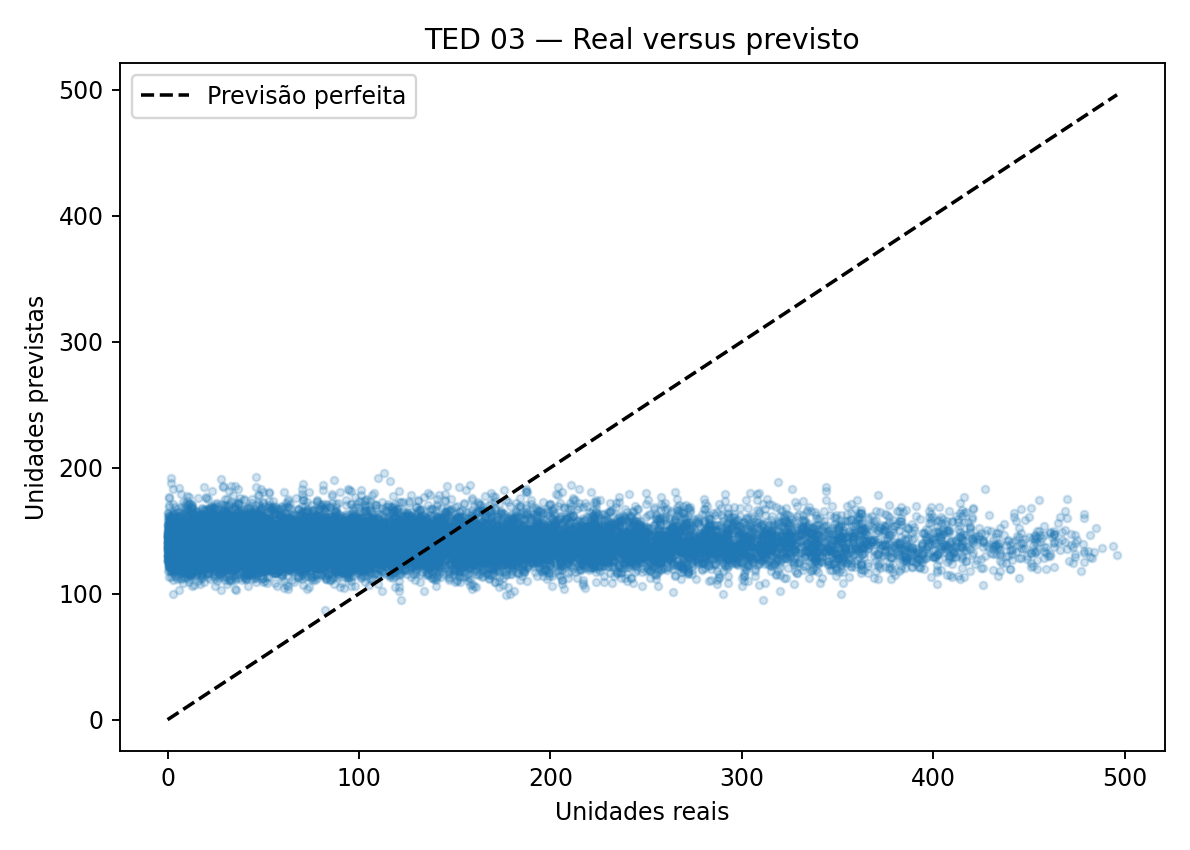 TED 03 — Real versus previsto
Previsão perfeita
Unidades previstas
500
400
300
200
100
0
0 100 200 300 400 500
Unidades reais